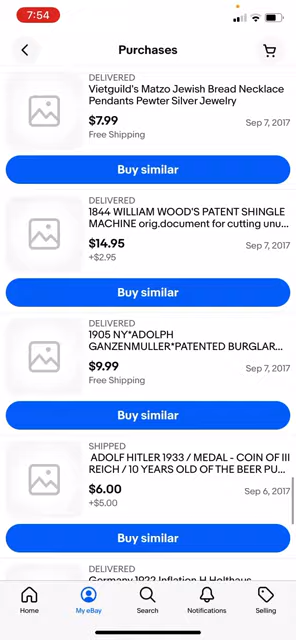 7:54
Purchases
DELIVERED
Vietguild's Matzo Jewish Bread Necklace
Pendants Pewter Silver Jewelry
$7.99
Sep 7, 2017
Free Shipping
Buy similar
DELIVERED
1844 WILLIAM WOOD'S PATENT SHINGLE
MACHINE orig.document for cutting unu...
$14.95
Sep 7, 2017
+$2.95
Buy similar
DELIVERED
1905 NY*ADOLPH
GANZENMULLER*PATENTED BURGLAR...
$9.99
Sep 7, 2017
Free Shipping
Buy similar
SHIPPED
ADOLF HITLER 1933 / MEDAL - COIN OF III
REICH / 10 YEARS OLD OF THE BEER PU...
$6.00
Sep 6, 2017
+$5.00
Buy similar
DELIVERED
Germany 1922 Inflation H Holthaus
Home
My eBay
Search
Notifications
Selling